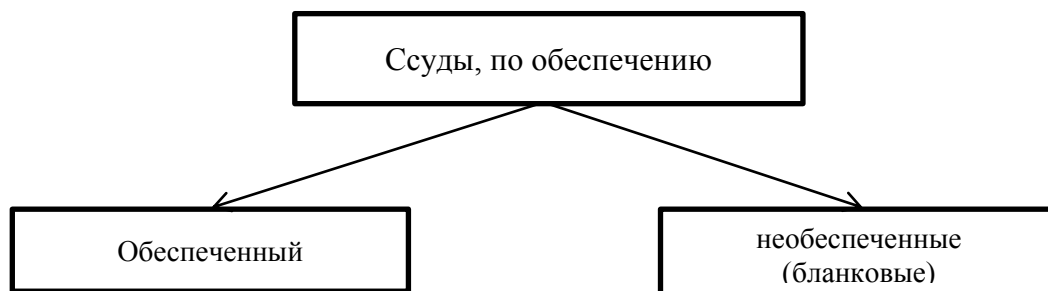 Ссуды, по обеспечению
Обеспеченный
необеспеченные
(бланковые)